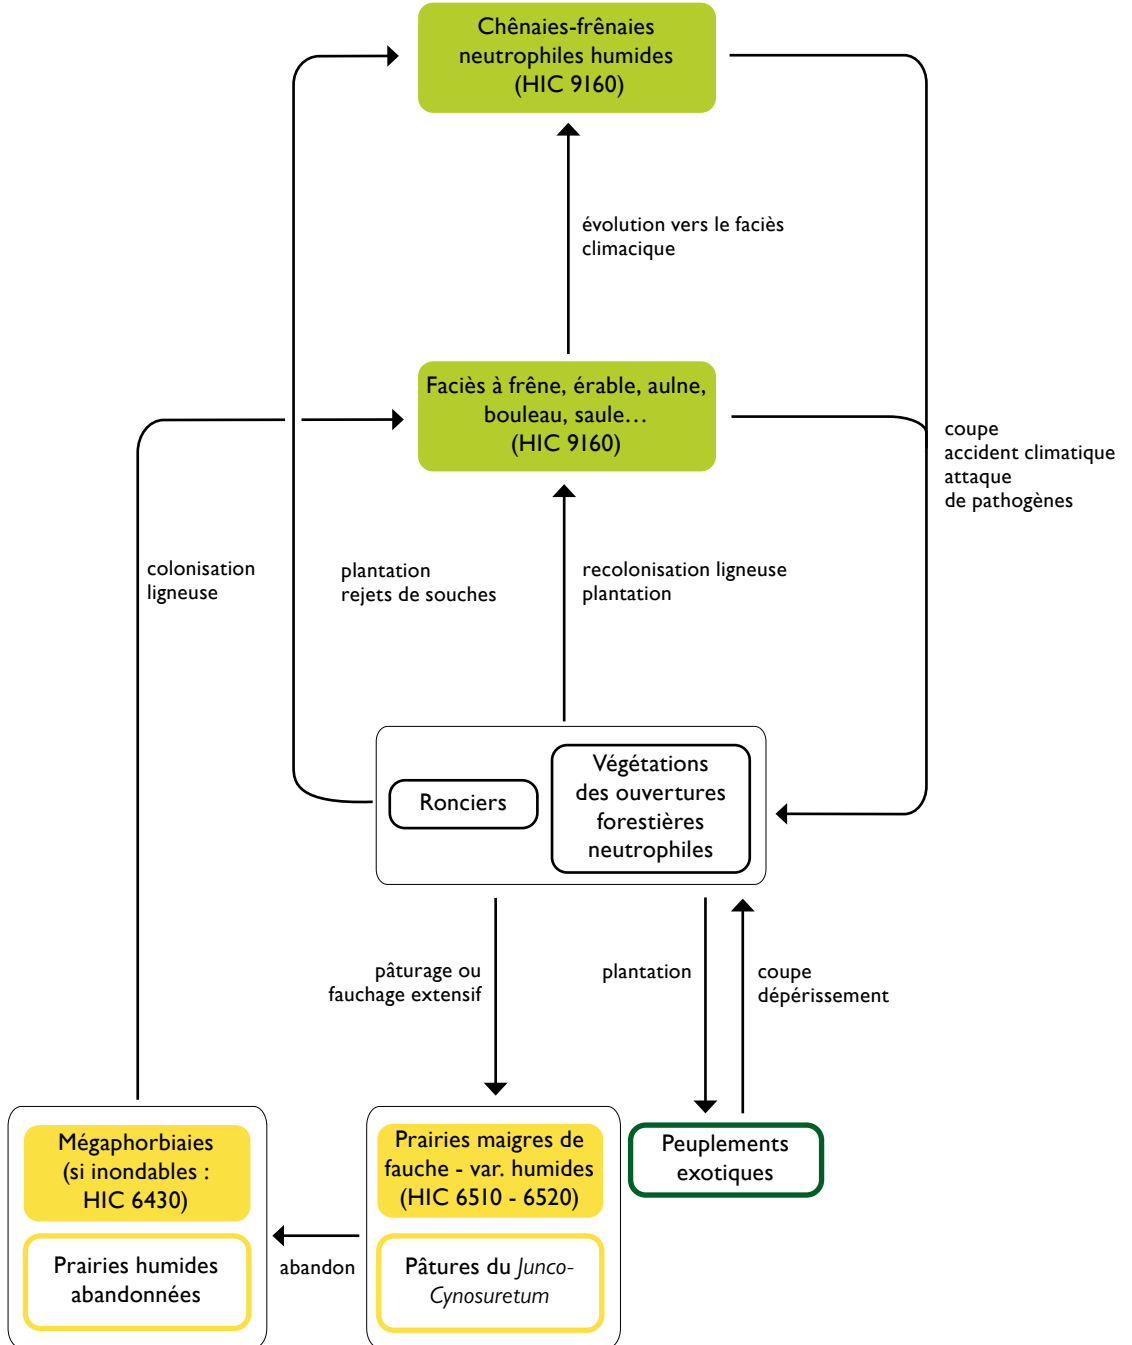 Chênaies-frênaies
neutrophiles humides
(HIC 9160)
évolution vers le faciès
climacique
Faciès à frêne, érable, aulne,
bouleau, saule…
(HIC 9160)
coupe
accident climatique
attaque
de pathogènes
colonisation
ligneuse
plantation
rejets de souches
recolonisation ligneuse
plantation
Ronciers
Végétations
des ouvertures
forestières
neutrophiles
pâturage ou
fauchage extensif
plantation
coupe
dépérissement
Mégaphorbiaies
(si inondables :
HIC 6430)
Prairies humides
abandonnées
abandon
Prairies maigres de
fauche - var. humides
(HIC 6510 - 6520)
Pâtures du Junco-
Cynosuretum
Peuplements
exotiques